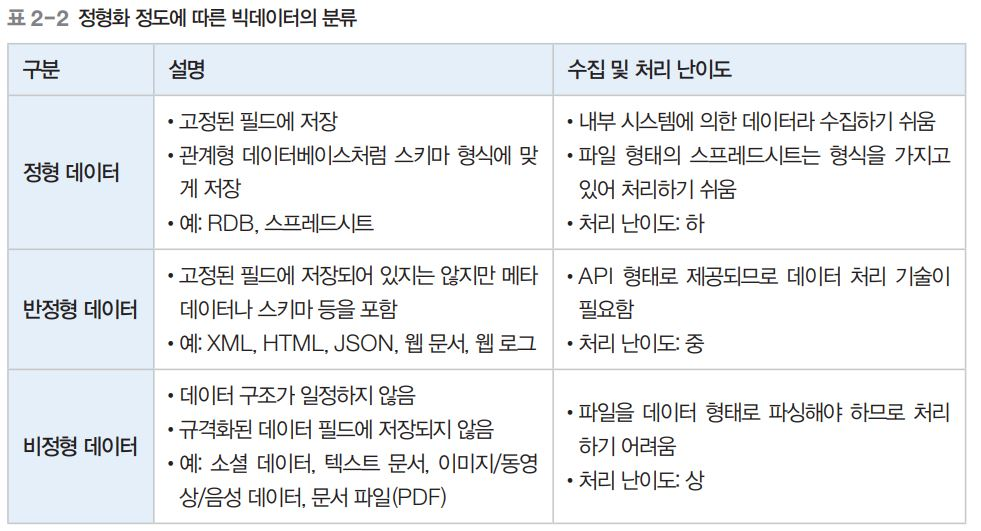 표 2-2 정형화 정도에 따른 빅데이터의 분류
구분
설명
수집 및 처리 난이도
정형 데이터
• 고정된 필드에 저장
• 관계형 데이터베이스처럼 스키마 형식에 맞
게 저장
• 예: RDB, 스프레드시트
• 내부 시스템에 의한 데이터라 수집하기 쉬움
• 파일 형태의 스프레드시트는 형식을 가지고
있어 처리하기 쉬움
• 처리 난이도: 하
반정형 데이터
• 고정된 필드에 저장되어 있지는 않지만 메타
데이터나 스키마 등을 포함
• 예: XML, HTML, JSON, 웹 문서, 웹 로그
• API 형태로 제공되므로 데이터 처리 기술이
필요함
• 처리 난이도: 중
비정형 데이터
• 데이터 구조가 일정하지 않음
• 규격화된 데이터 필드에 저장되지 않음
• 예: 소셜 데이터, 텍스트 문서, 이미지/동영
상/음성 데이터, 문서 파일(PDF)
• 파일을 데이터 형태로 파싱해야 하므로 처리
하기 어려움
• 처리 난이도: 상